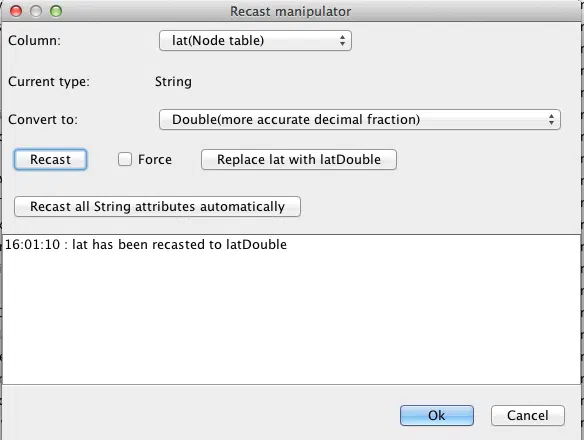 Recast manipulator
Column: lat(Node table)
Current type: String
Convert to: Double(more accurate decimal fraction)
Recast Force Replace lat with latDouble
Recast all String attributes automatically
16:01:10 : lat has been recasted to latDouble
Ok Cancel